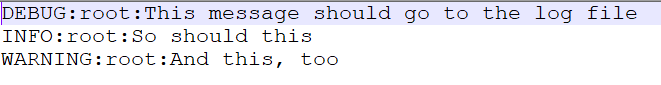 DEBUG:root:This message should go to the log file
INFO:root:So should this
WARNING:root:And this, too